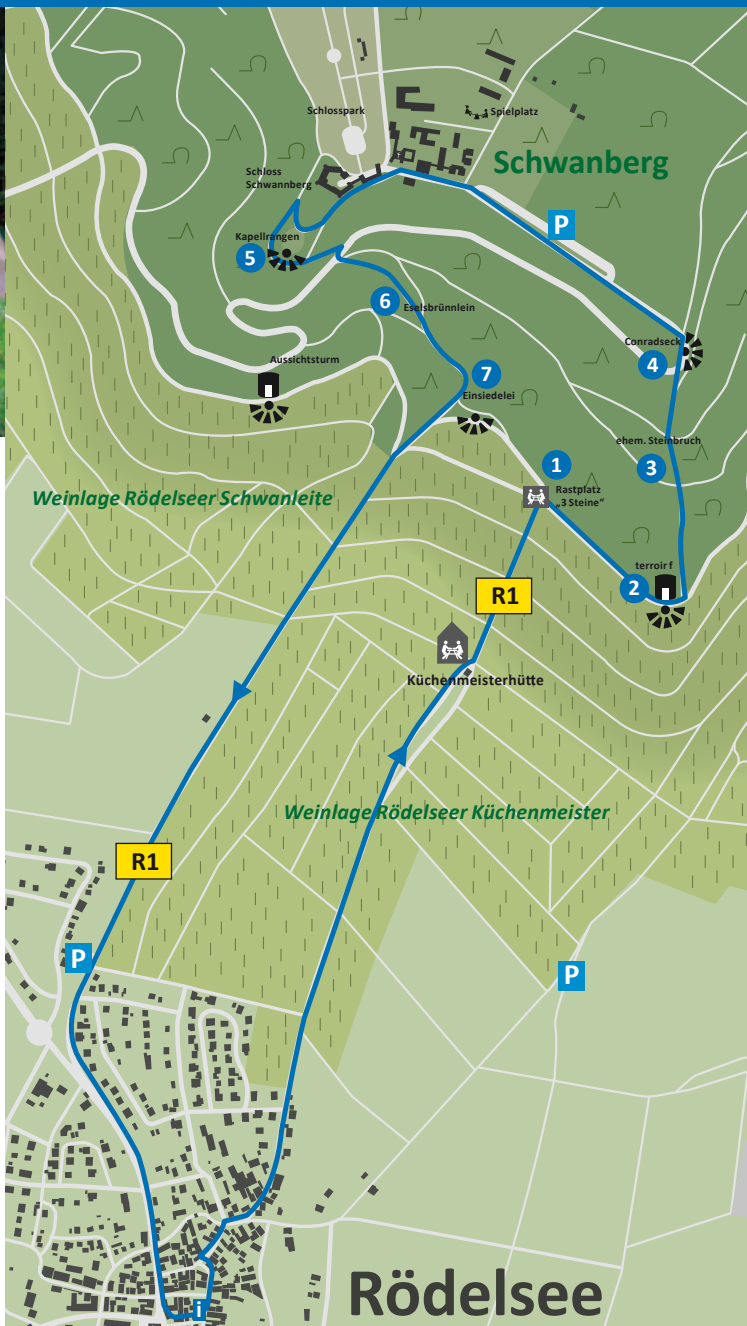 Schlosspark
Spielplatz
Schwanberg
Schloss
Schwannberg
P
Kapellrangen
5
6
Eselsbrünnlein
Conradseck
4
Aussichtsturm
7
Einsiedelei
ehem. Steinbruch
3
1
Rastplatz
„3 Steine“
Weinlage Rödelseer Schwanleite
terroir f
2
R1
Küchenmeisterhütte
Weinlage Rödelseer Küchenmeister
R1
P
P
i
Rödelsee